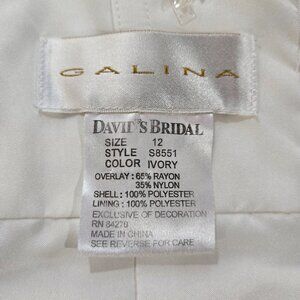 GALINA
DAVID'S BRIDAL
SIZE 12
STYLE S8551
COLOR IVORY
OVERLAY: 65% RAYON
35% NYLON
SHELL: 100% POLYESTER
LINING: 100% POLYESTER
EXCLUSIVE OF DECORATION
RN 84276
MADE IN CHINA
SEE REVERSE FOR CARE